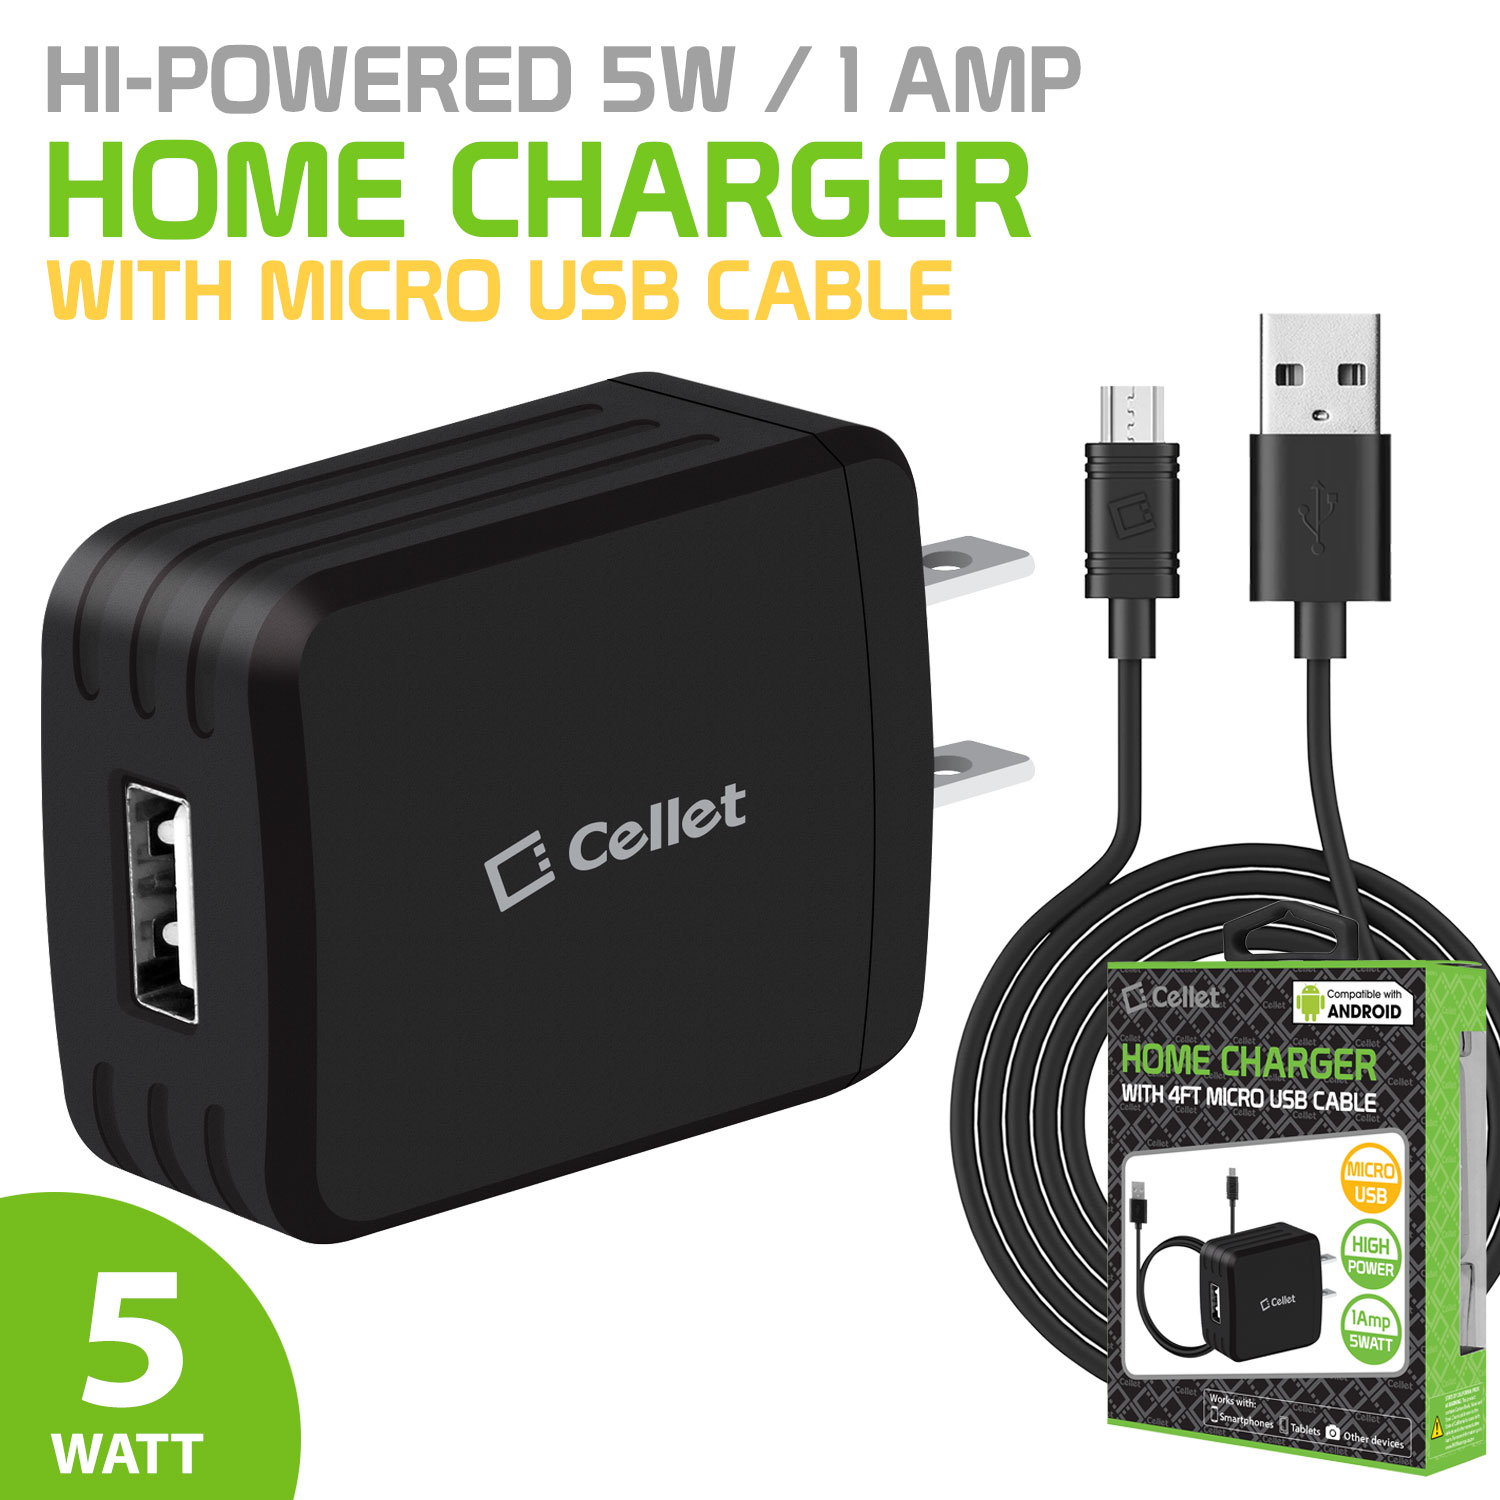 HI-POWERED 5W / 1 AMP
HOME CHARGER
WITH MICRO USB CABLE
Cellet
5
WATT
Cellet
Compatible with
ANDROID
HOME CHARGER
WITH 4FT MICRO USB CABLE
MICRO
USB
HIGH
POWER
1Amp
5WATT
Cellet
Works with:
Smartphones
Tablets
Other devices